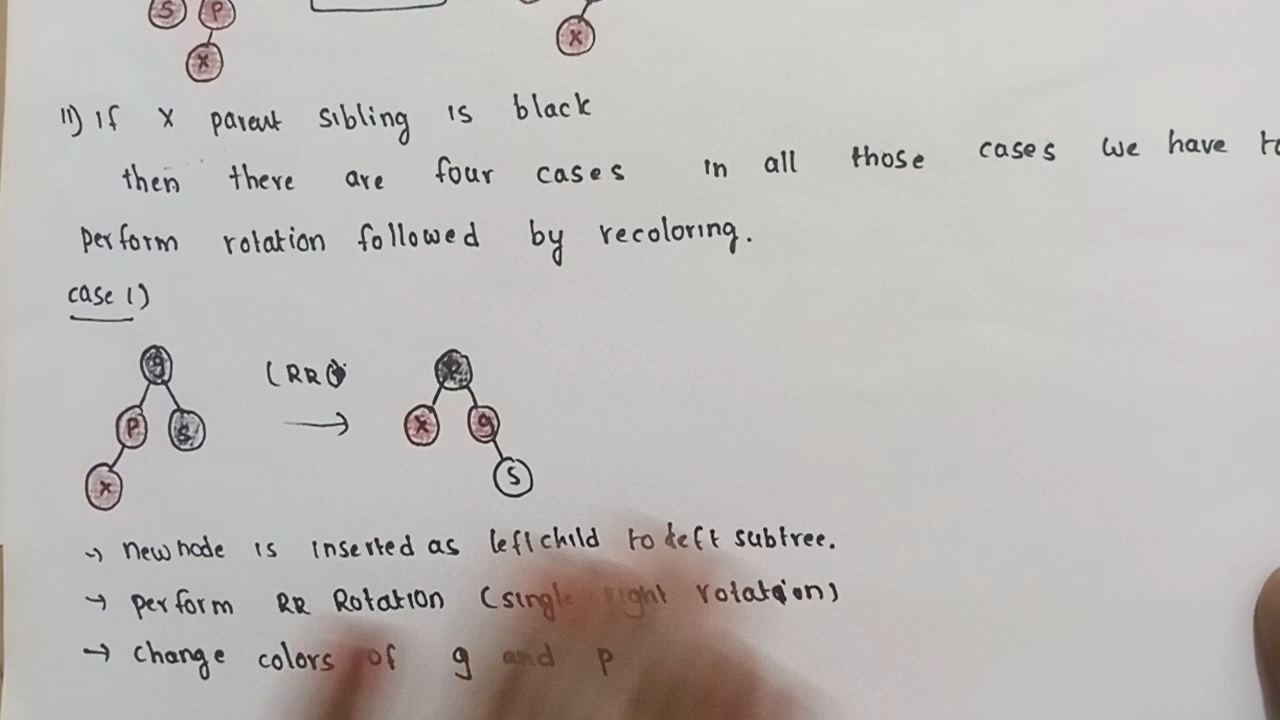 S P
X
X
11) If X parent sibling is black
then there are four cases in all those cases we have to
perform rotation followed by recoloring.
case 1)
g (RR) P
P S → X g
X S
→ new node is inserted as left child to left subtree.
→ perform RR Rotation (single right rotation)
→ change colors of g and P